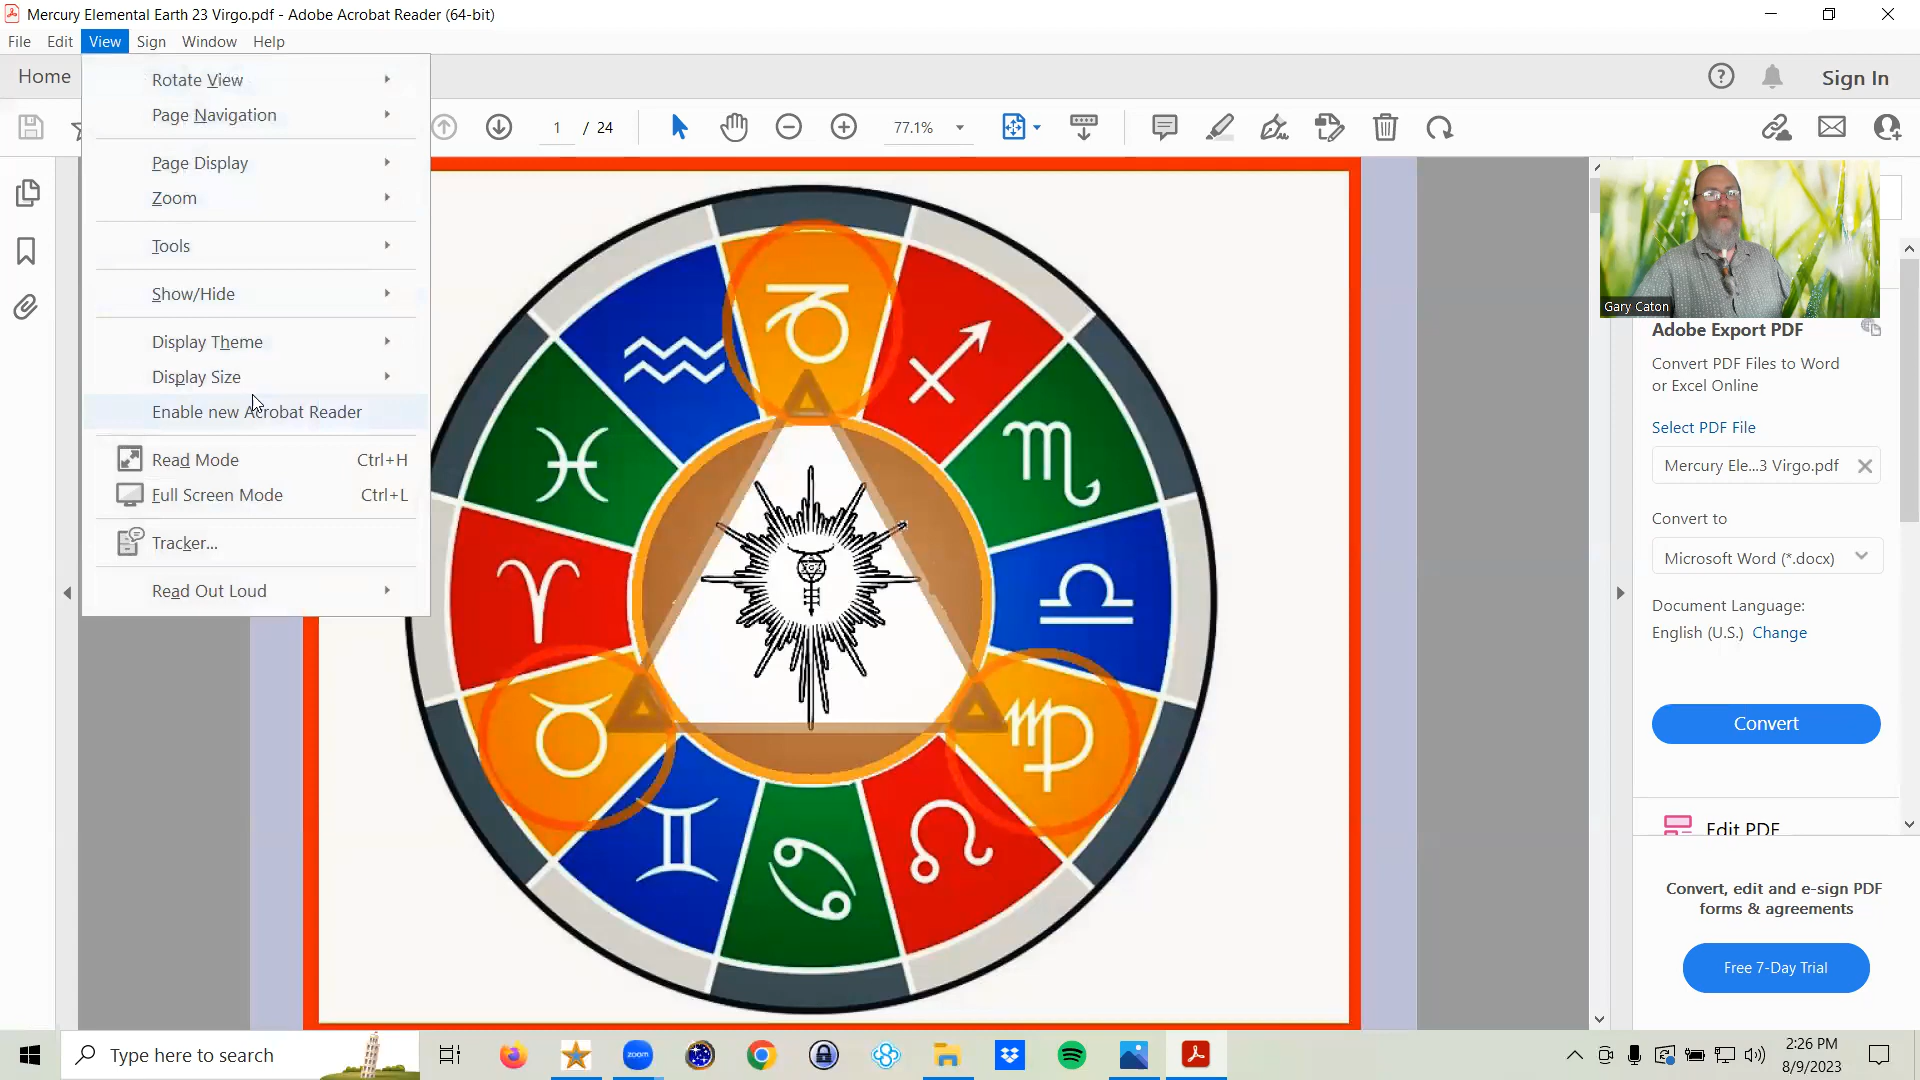 Mercury Elemental Earth 23 Virgo.pdf - Adobe Acrobat Reader (64-bit)
File Edit View Sign Window Help
Home
Sign In
1 / 24
77.1%
Rotate View
Page Navigation
Page Display
Zoom
Tools
Show/Hide
Display Theme
Display Size
Enable new Acrobat Reader
Read Mode Ctrl+H
Full Screen Mode Ctrl+L
Tracker...
Read Out Loud
Gary Caton
Adobe Export PDF
Convert PDF Files to Word
or Excel Online
Select PDF File
Mercury Ele...3 Virgo.pdf
Convert to
Microsoft Word (*.docx)
Document Language:
English (U.S.) Change
Convert
Edit PDF
Convert, edit and e-sign PDF
forms & agreements
Free 7-Day Trial
Type here to search
zoom
2:26 PM
8/9/2023